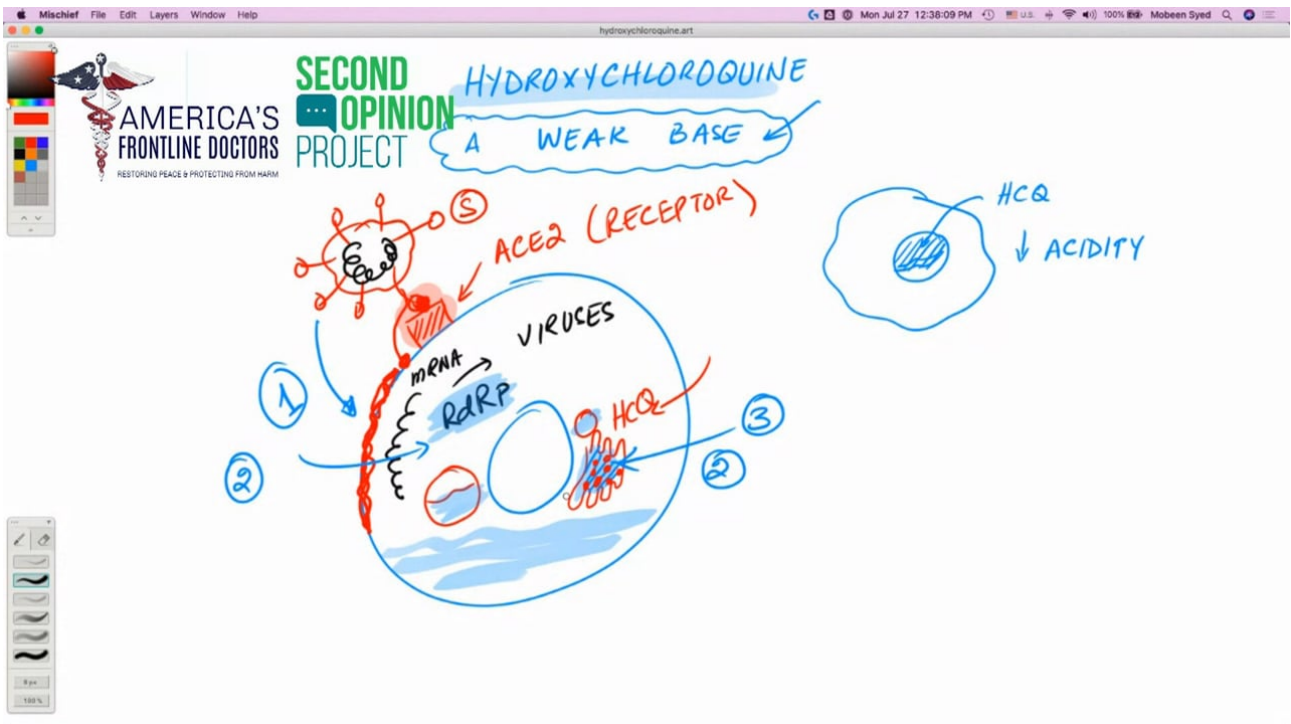 Mischief File Edit Layers Window Help
100% Mon Jul 27 12:38:09 PM U.S. Mobeen Syed
hydroxychloroquine.art
AMERICA'S
FRONTLINE DOCTORS
RESTORING PEACE & PROTECTING FROM HARM
SECOND
OPINION
PROJECT
HYDROXYCHLOROQUINE
A WEAK BASE
S
ACE2 (RECEPTOR)
HCQ
↓ ACIDITY
VIRUSES
mRNA
RdRp
HCQ
1
2
3
2
9 px
100%